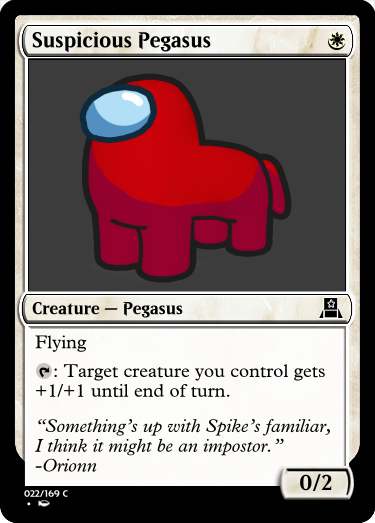 Suspicious Pegasus
Creature — Pegasus
Flying
: Target creature you control gets
+1/+1 until end of turn.
“Something's up with Spike's familiar,
I think it might be an impostor.”
-Orionn
0/2
022/169 C